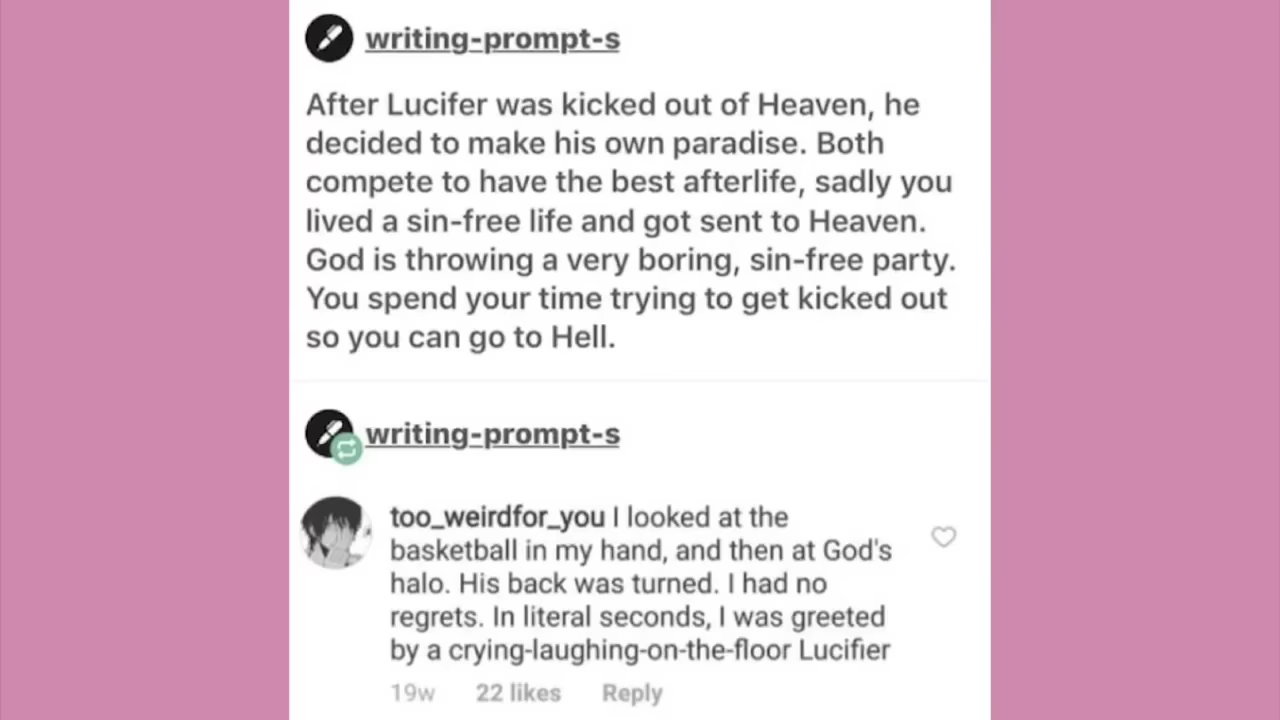 writing-prompt-s
After Lucifer was kicked out of Heaven, he
decided to make his own paradise. Both
compete to have the best afterlife, sadly you
lived a sin-free life and got sent to Heaven.
God is throwing a very boring, sin-free party.
You spend your time trying to get kicked out
so you can go to Hell.
writing-prompt-s
too_weirdfor_you I looked at the
basketball in my hand, and then at God's
halo. His back was turned. I had no
regrets. In literal seconds, I was greeted
by a crying-laughing-on-the-floor Lucifier
19w 22 likes Reply